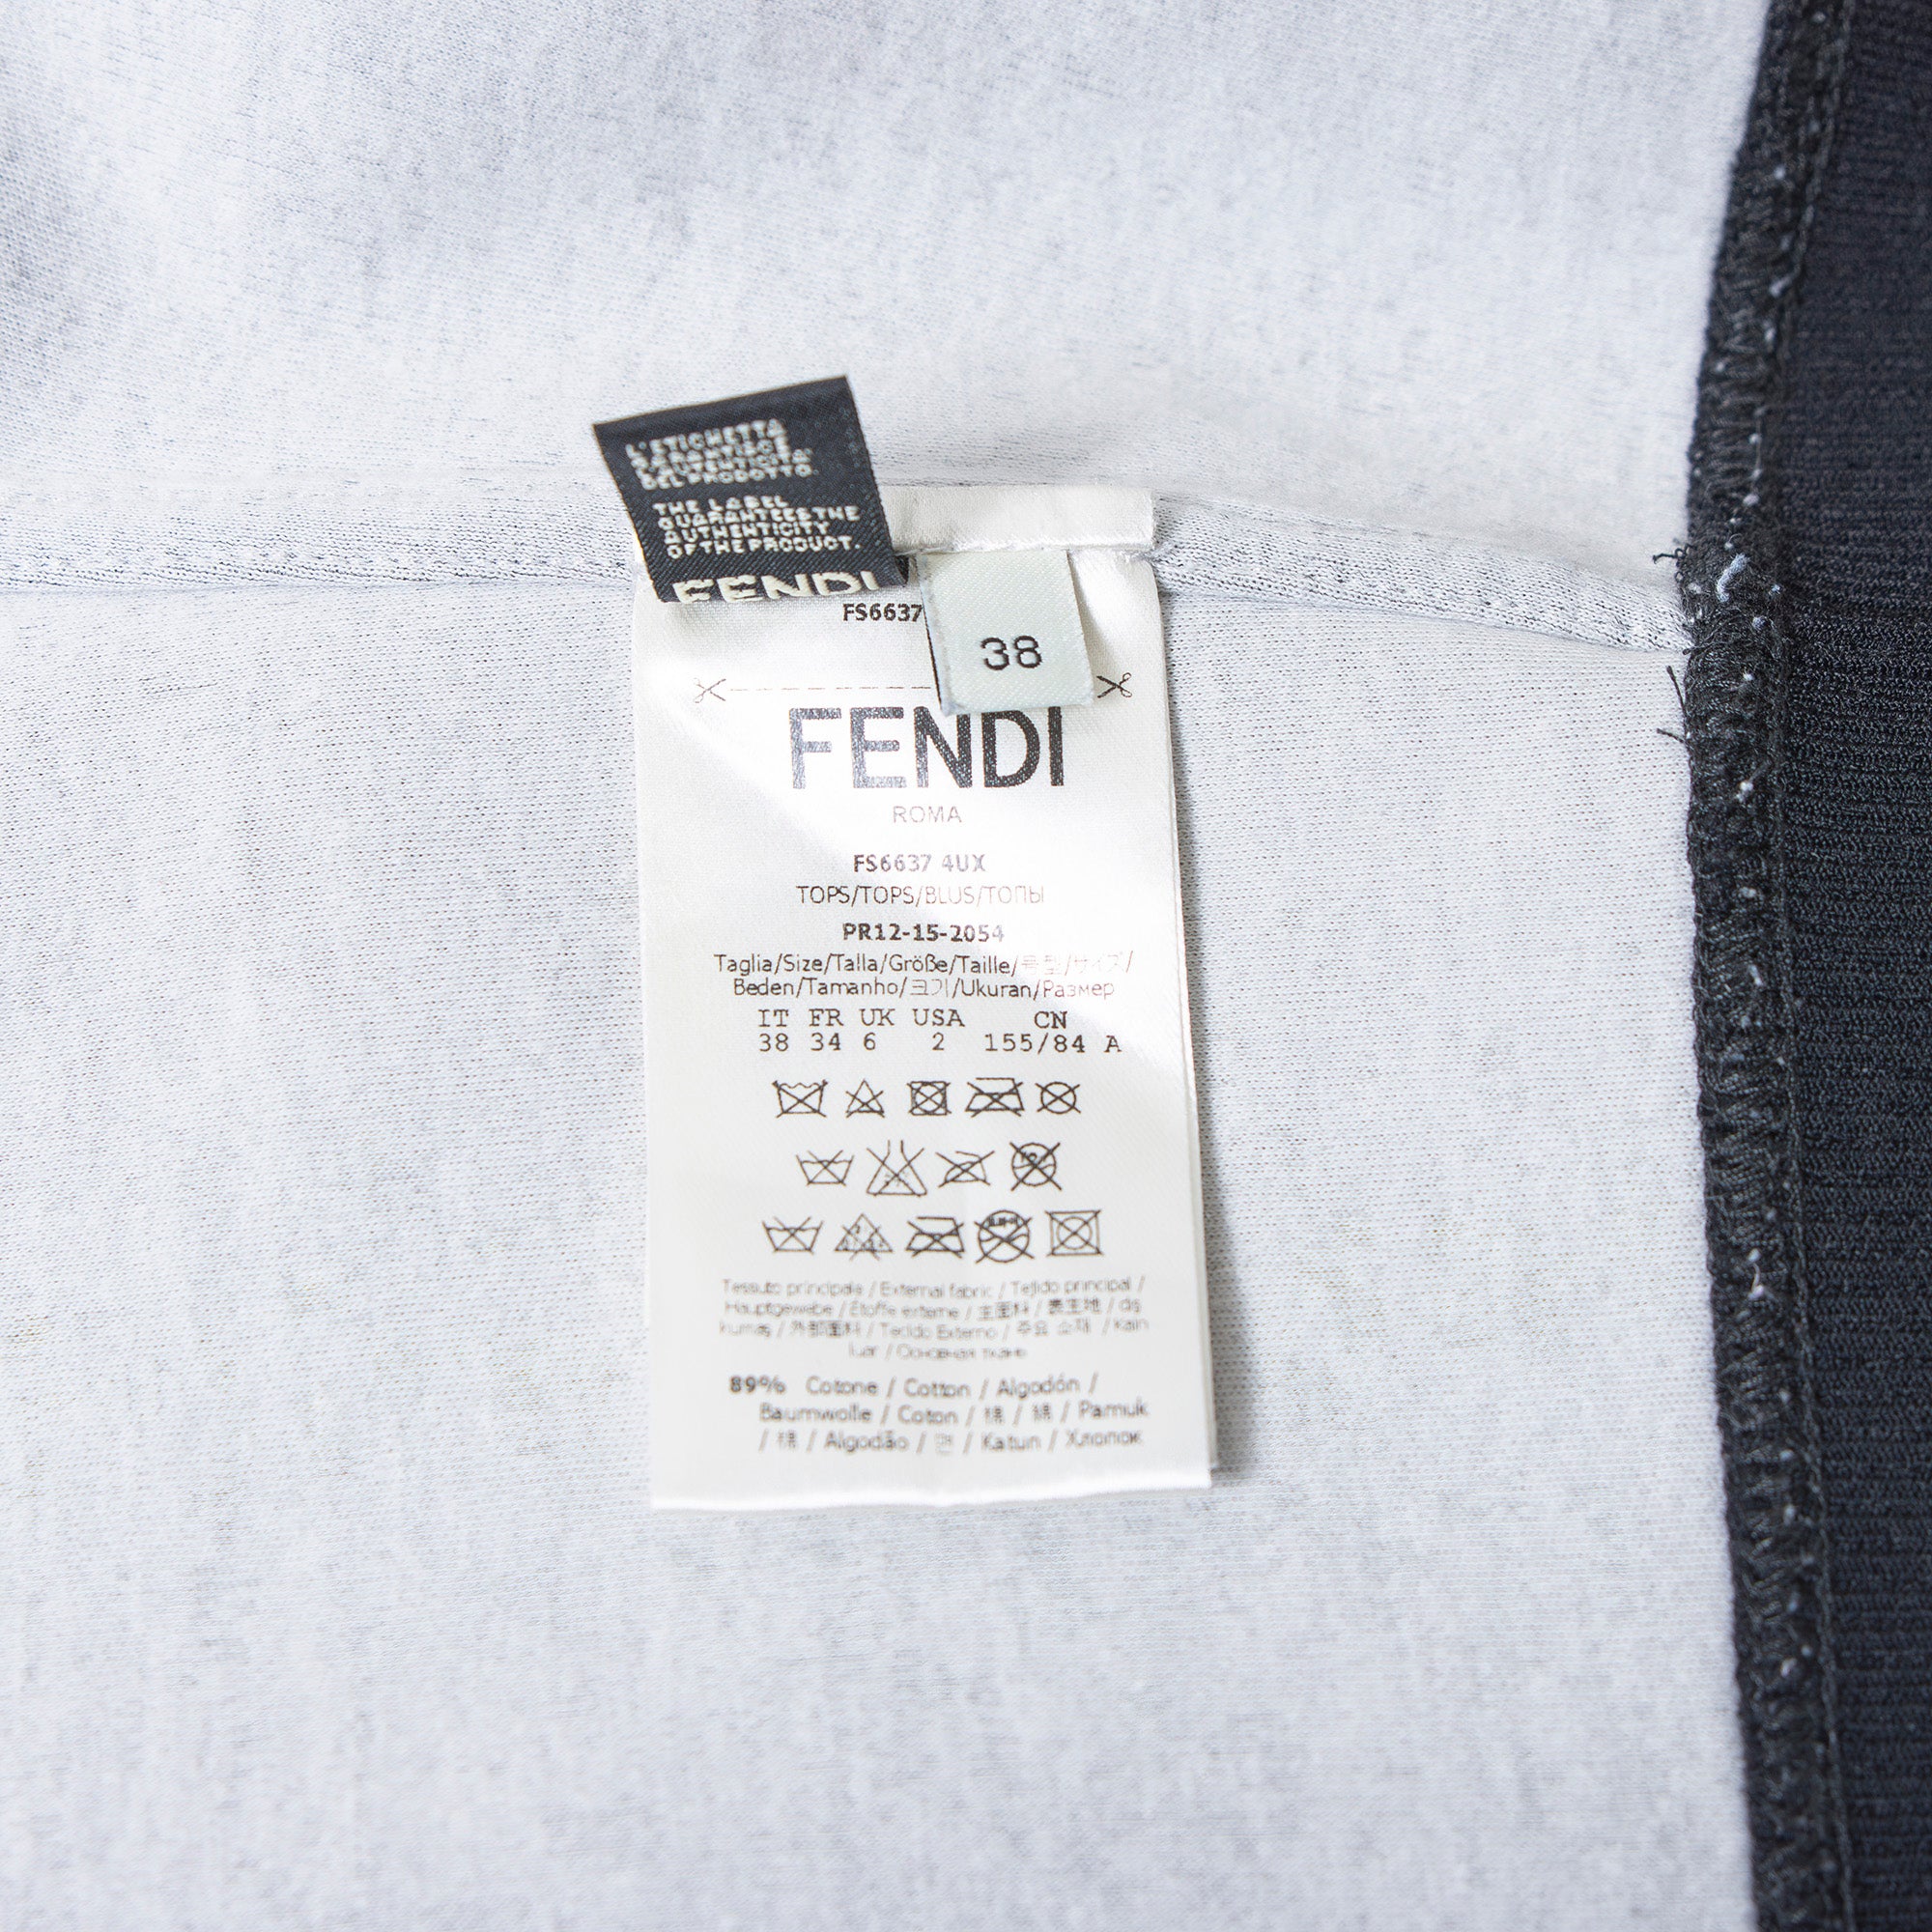 L'ETICHETTA
GARANTISCE
L'AUTENTICITA'
DEL PRODOTTO.
THE LABEL
GUARANTEES THE
AUTHENTICITY
OF THE PRODUCT.
FENDI
FS6637
38
FENDI
ROMA
FS6637 4UX
TOPS/TOPS/BLUS/ТОПЫ
PR12-15-2054
Taglia/Size/Talla/Größe/Taille/号型/サイズ/
Beden/Tamanho/크기/Ukuran/Размер
IT FR UK USA CN
38 34 6 2 155/84 A
Tessuto principale / External fabric / Tejido principal /
Hauptgewebe / Étoffe externe / 主面料 / 表生地 / dış
kumaş / 外部面料 / Tecido Externo / 주요 소재 / Kain
luar / Основная ткань
89% Cotone / Cotton / Algodón /
Baumwolle / Coton / 棉 / 綿 / Pamuk
/ 棉 / Algodão / 면 / Katun / Хлопок